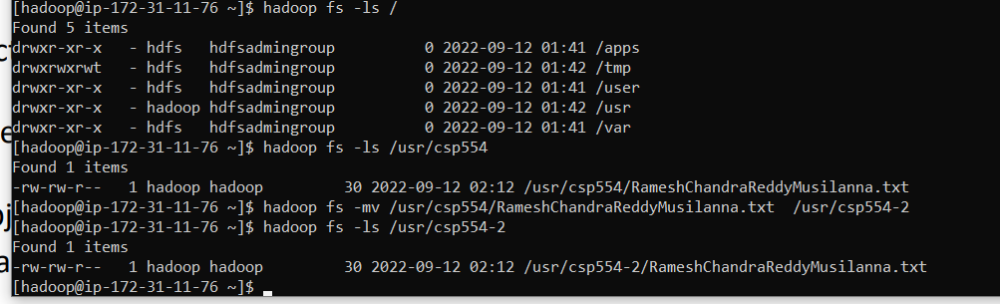 [hadoop@ip-172-31-11-76 ~]$ hadoop fs -ls /
Found 5 items
drwxr-xr-x   - hdfs   hdfsadmingroup          0 2022-09-12 01:41 /apps
drwxrwxrwt   - hdfs   hdfsadmingroup          0 2022-09-12 01:42 /tmp
drwxr-xr-x   - hdfs   hdfsadmingroup          0 2022-09-12 01:41 /user
drwxr-xr-x   - hadoop hdfsadmingroup          0 2022-09-12 01:42 /usr
drwxr-xr-x   - hdfs   hdfsadmingroup          0 2022-09-12 01:41 /var
[hadoop@ip-172-31-11-76 ~]$ hadoop fs -ls /usr/csp554
Found 1 items
-rw-rw-r--   1 hadoop hadoop         30 2022-09-12 02:12 /usr/csp554/RameshChandraReddyMusilanna.txt
[hadoop@ip-172-31-11-76 ~]$ hadoop fs -mv /usr/csp554/RameshChandraReddyMusilanna.txt  /usr/csp554-2
[hadoop@ip-172-31-11-76 ~]$ hadoop fs -ls /usr/csp554-2
Found 1 items
-rw-rw-r--   1 hadoop hadoop         30 2022-09-12 02:12 /usr/csp554-2/RameshChandraReddyMusilanna.txt
[hadoop@ip-172-31-11-76 ~]$